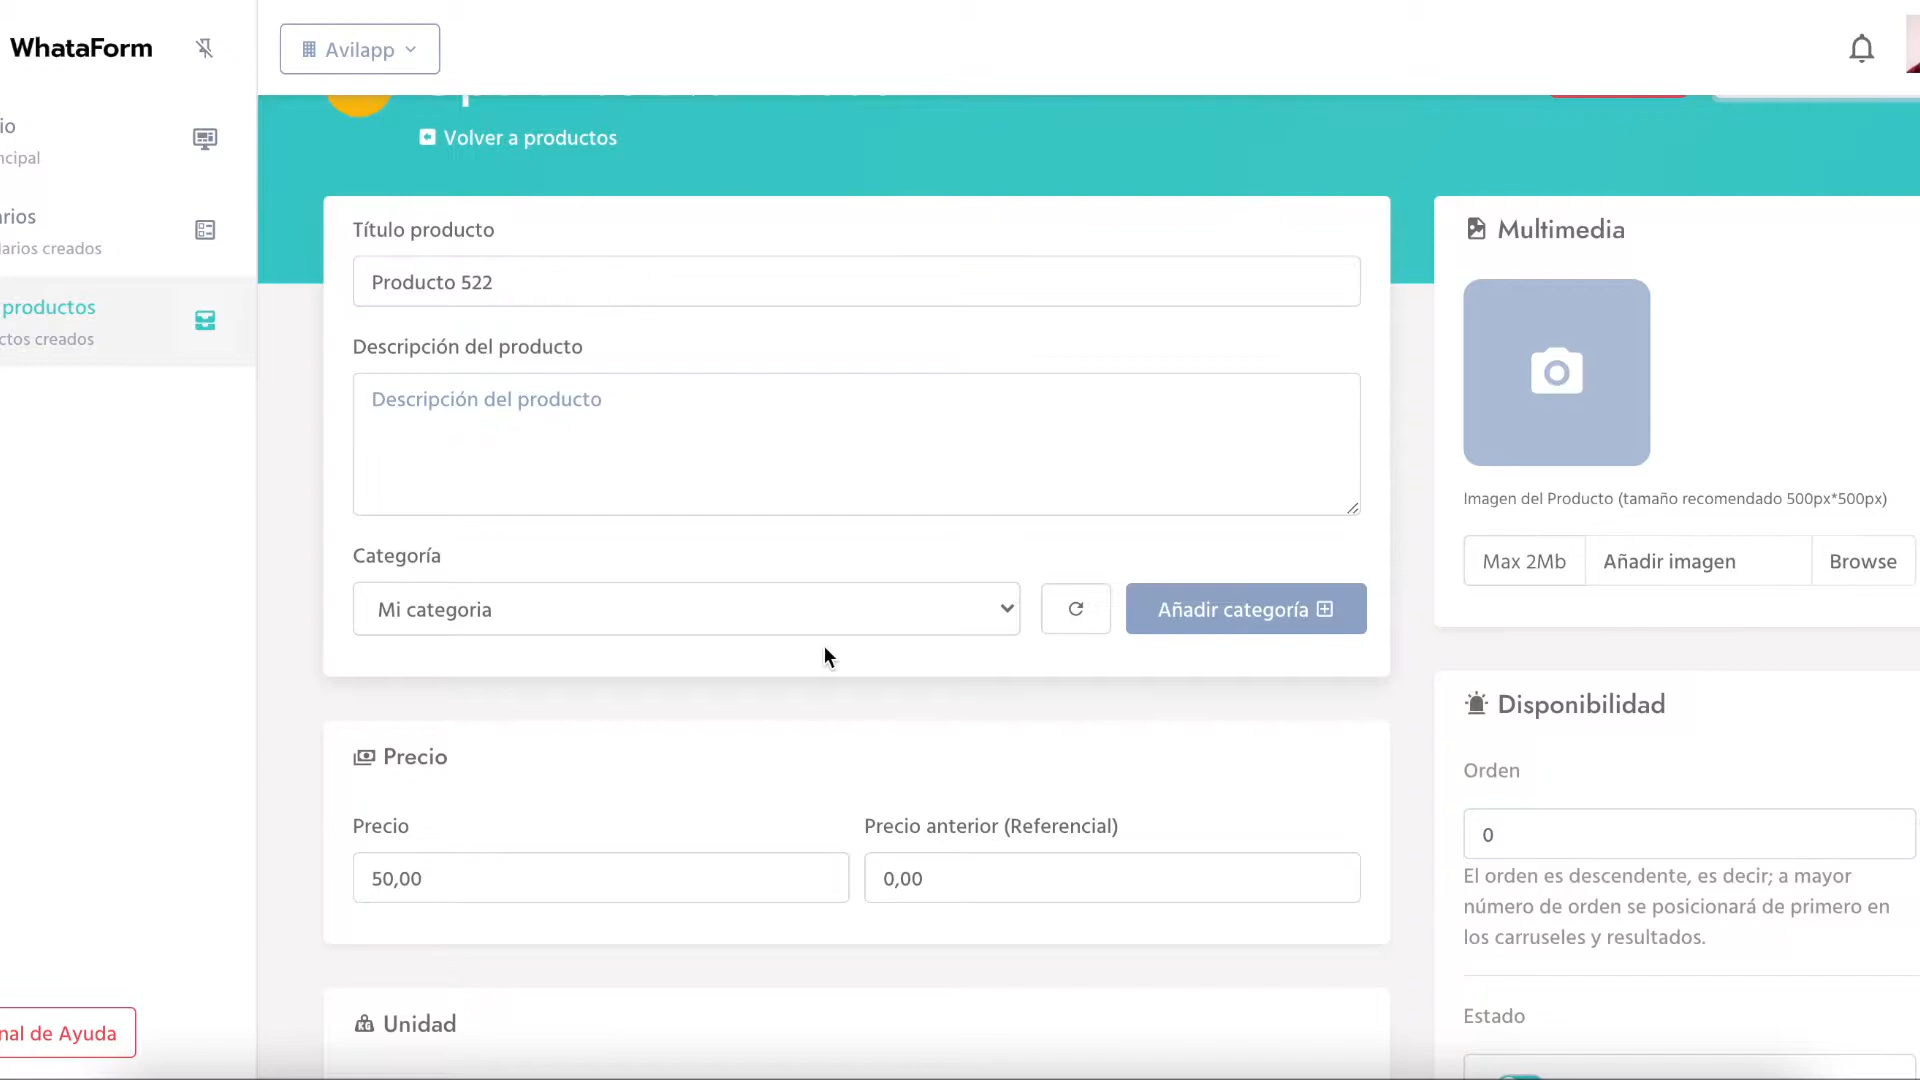 WhataForm
Avilapp
Volver a productos
productos
Título producto
Producto 522
Descripción del producto
Descripción del producto
Categoría
Mi categoria
Añadir categoría
Precio
Precio
Precio anterior (Referencial)
50,00
0,00
Unidad
Multimedia
Imagen del Producto (tamaño recomendado 500px*500px)
Max 2Mb
Añadir imagen
Browse
Disponibilidad
Orden
0
El orden es descendente, es decir; a mayor
número de orden se posicionará de primero en
los carruseles y resultados.
Estado
io
ncipal
arios
larios creados
ctos creados
nal de Ayuda